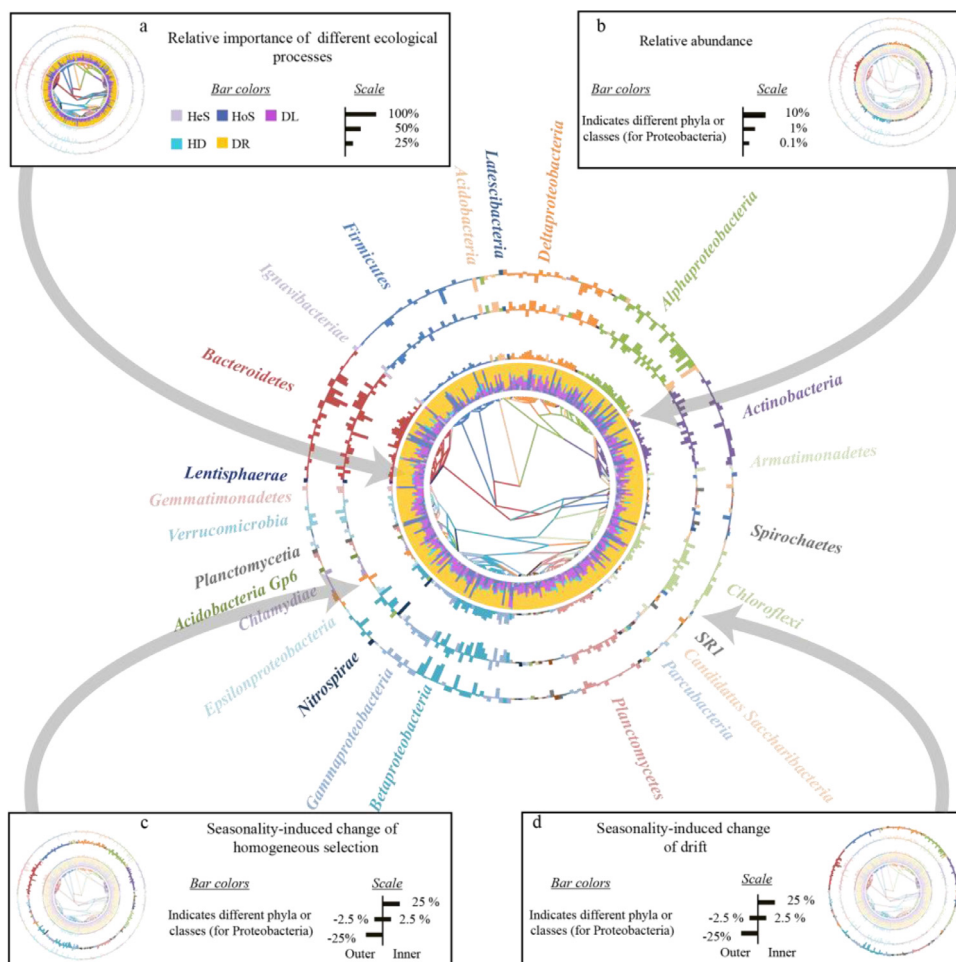 a
Relative importance of different ecological
processes
Bar colors
Scale
HeS HoS DL
HD DR
100%
50%
25%
b
Relative abundance
Bar colors
Scale
Indicates different phyla or
classes (for Proteobacteria)
10%
1%
0.1%
Latescibacteria
Acidobacteria
Deltaproteobacteria
Firmicutes
Alphaproteobacteria
Ignavibacteriae
Bacteroidetes
Actinobacteria
Armatimonadetes
Lentisphaerae
Gemmatimonadetes
Verrucomicrobia
Spirochaetes
Planctomycetia
Acidobacteria Gp6
Chlamydiae
Chloroflexi
SR1
Epsilonproteobacteria
Nitrospirae
Candidatus Saccharibacteria
Parcubacteria
Gammaproteobacteria
Betaproteobacteria
Planctomycetes
c
Seasonality-induced change of
homogeneous selection
Bar colors
Scale
Indicates different phyla or
classes (for Proteobacteria)
25 %
-2.5 % 2.5 %
-25%
Outer Inner
d
Seasonality-induced change
of drift
Bar colors
Scale
Indicates different phyla or
classes (for Proteobacteria)
25 %
-2.5 % 2.5 %
-25%
Outer Inner